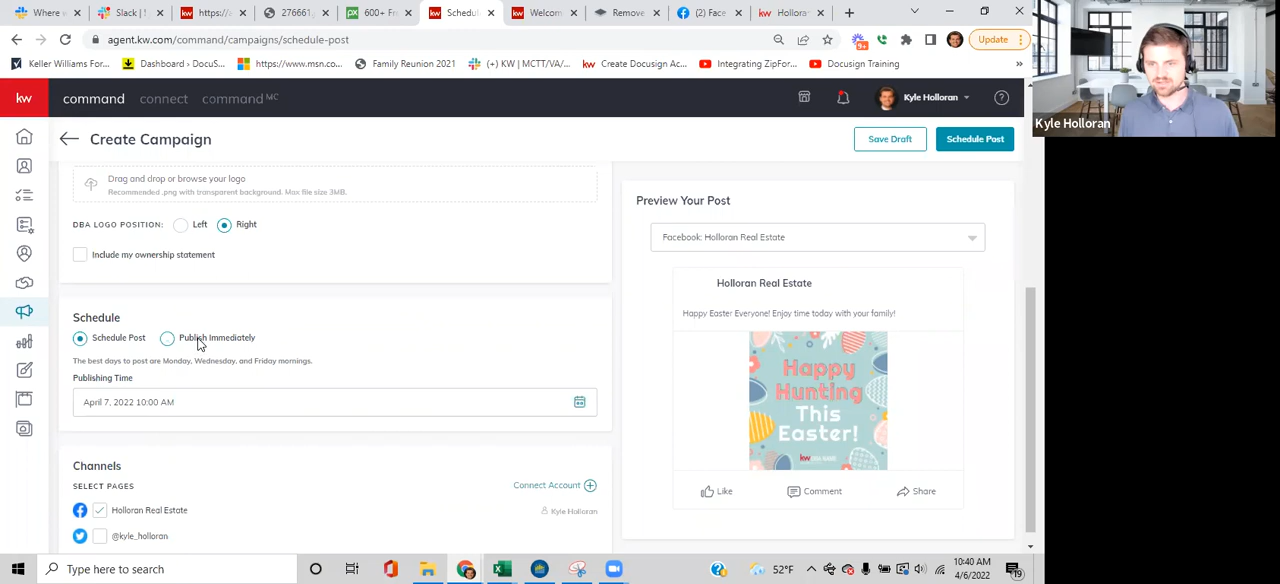 Where w
Slack |
https:/
276661
600+ Fr
Schedul
Welcom
Remove
(2) Face
Hollora
agent.kw.com/command/campaigns/schedule-post
9+
Update
Keller Williams For...
Dashboard › DocuS...
https://www.msn.co...
Family Reunion 2021
(+) KW | MCTT/VA/...
Create Docusign Ac...
Integrating ZipFor...
Docusign Training
»
kw
command
connect
command MC
Kyle Holloran
Create Campaign
Save Draft
Schedule Post
Drag and drop or browse your logo
Recommended .png with transparent background. Max file size 3MB.
DBA LOGO POSITION:
Left
Right
Include my ownership statement
Schedule
Schedule Post
Publish Immediately
The best days to post are Monday, Wednesday, and Friday mornings.
Publishing Time
April 7, 2022 10:00 AM
Channels
SELECT PAGES
Connect Account
Holloran Real Estate
Kyle Holloran
@kyle_holloran
Preview Your Post
Facebook: Holloran Real Estate
Holloran Real Estate
Happy Easter Everyone! Enjoy time today with your family!
Happy
Hunting
This
Easter!
kw
Like
Comment
Share
Kyle Holloran
Type here to search
52°F
10:40 AM
4/6/2022
19